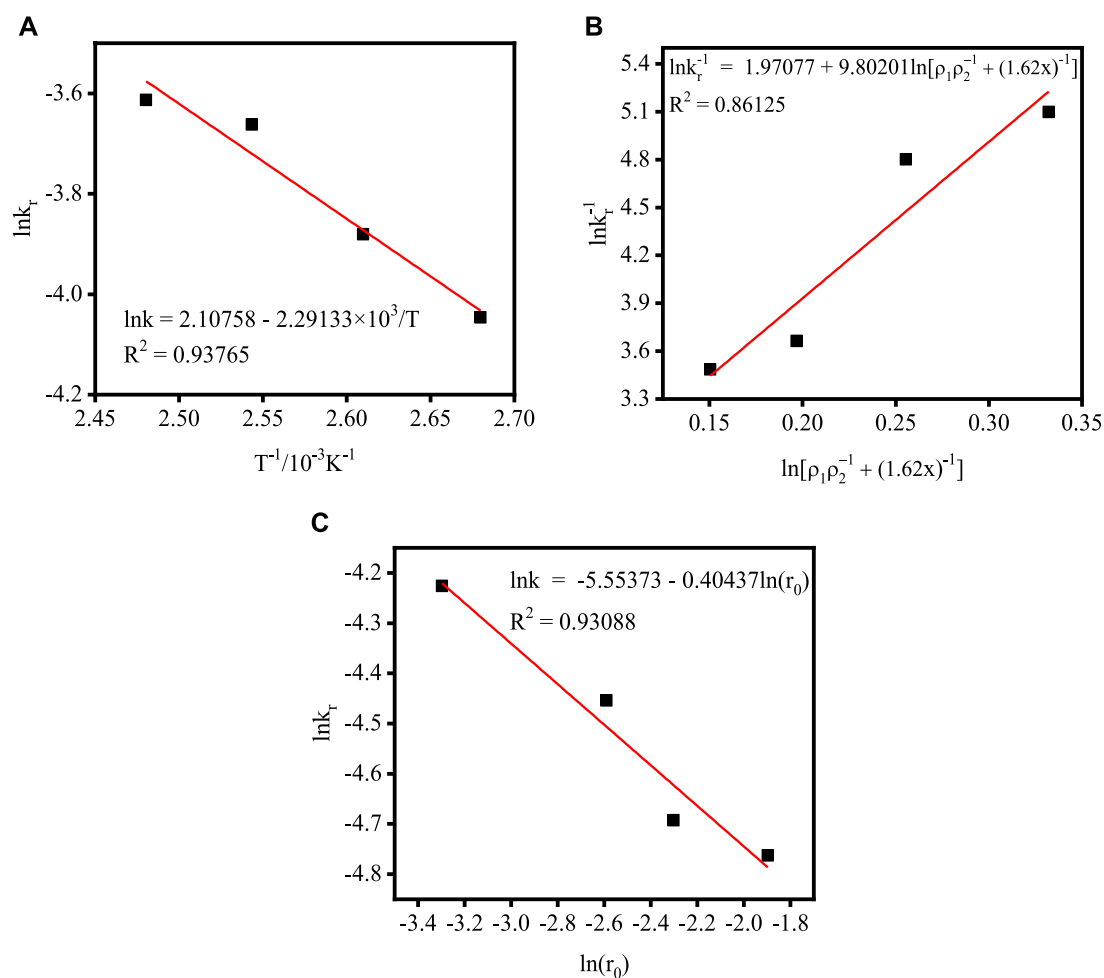 A
lnk_r
-3.6
-3.8
-4.0
-4.2
lnk = 2.10758 - 2.29133×10^3/T
R^2 = 0.93765
2.45 2.50 2.55 2.60 2.65 2.70
T^-1/10^-3K^-1
B
lnk_r^-1
5.4
5.1
4.8
4.5
4.2
3.9
3.6
3.3
lnk_r^-1 = 1.97077 + 9.80201ln[ρ_1ρ_2^-1 + (1.62x)^-1]
R^2 = 0.86125
0.15 0.20 0.25 0.30 0.35
ln[ρ_1ρ_2^-1 + (1.62x)^-1]
C
lnk_r
-4.2
-4.3
-4.4
-4.5
-4.6
-4.7
-4.8
lnk = -5.55373 - 0.40437ln(r_0)
R^2 = 0.93088
-3.4 -3.2 -3.0 -2.8 -2.6 -2.4 -2.2 -2.0 -1.8
ln(r_0)